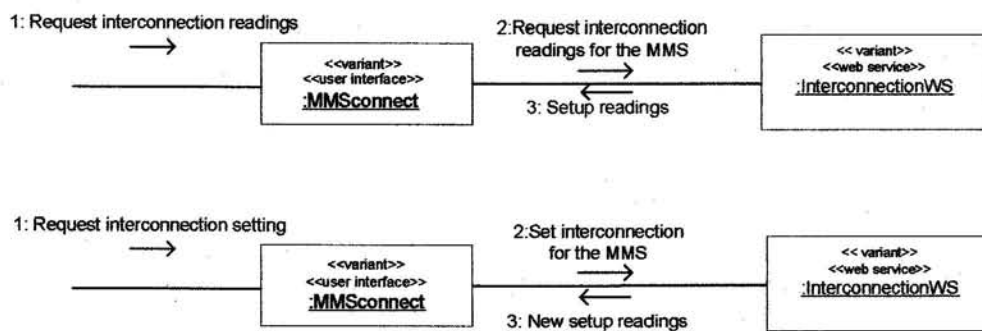 1: Request interconnection readings
<<variant>>
<<user interface>>
:MMSconnect
2:Request interconnection
readings for the MMS
3: Setup readings
<< variant>>
<<web service>>
:InterconnectionWS
1: Request interconnection setting
<<variant>>
<<user interface>>
:MMSconnect
2:Set interconnection
for the MMS
3: New setup readings
<< variant>>
<<web service>>
:InterconnectionWS